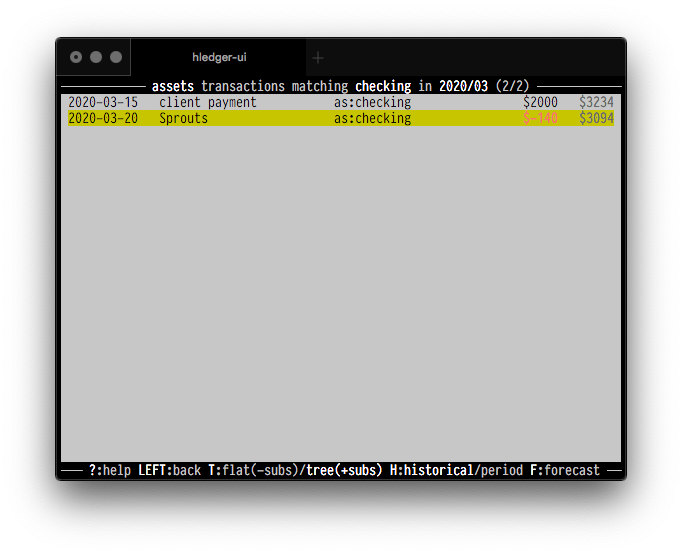 hledger-ui +
assets transactions matching checking in 2020/03 (2/2)
2020-03-15 client payment as:checking $2000 $3234
2020-03-20 Sprouts as:checking $-140 $3094
?:help LEFT:back T:flat(-subs)/tree(+subs) H:historical/period F:forecast